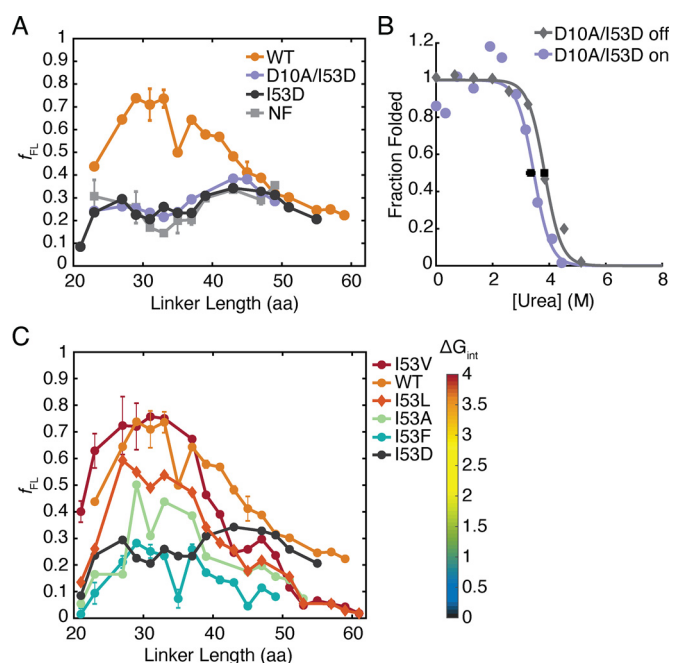 A
WT
D10A/I53D
I53D
NF
1
0.9
0.8
0.7
0.6
0.5
0.4
0.3
0.2
0.1
0
fFL
20 30 40 50 60
Linker Length (aa)
B
D10A/I53D off
D10A/I53D on
1.2
1
0.8
0.6
0.4
0.2
0
Fraction Folded
0 2 4 6 8
[Urea] (M)
C
I53V
WT
I53L
I53A
I53F
I53D
1
0.9
0.8
0.7
0.6
0.5
0.4
0.3
0.2
0.1
0
fFL
20 30 40 50 60
Linker Length (aa)
ΔGint
4
3.5
3
2.5
2
1.5
1
0.5
0